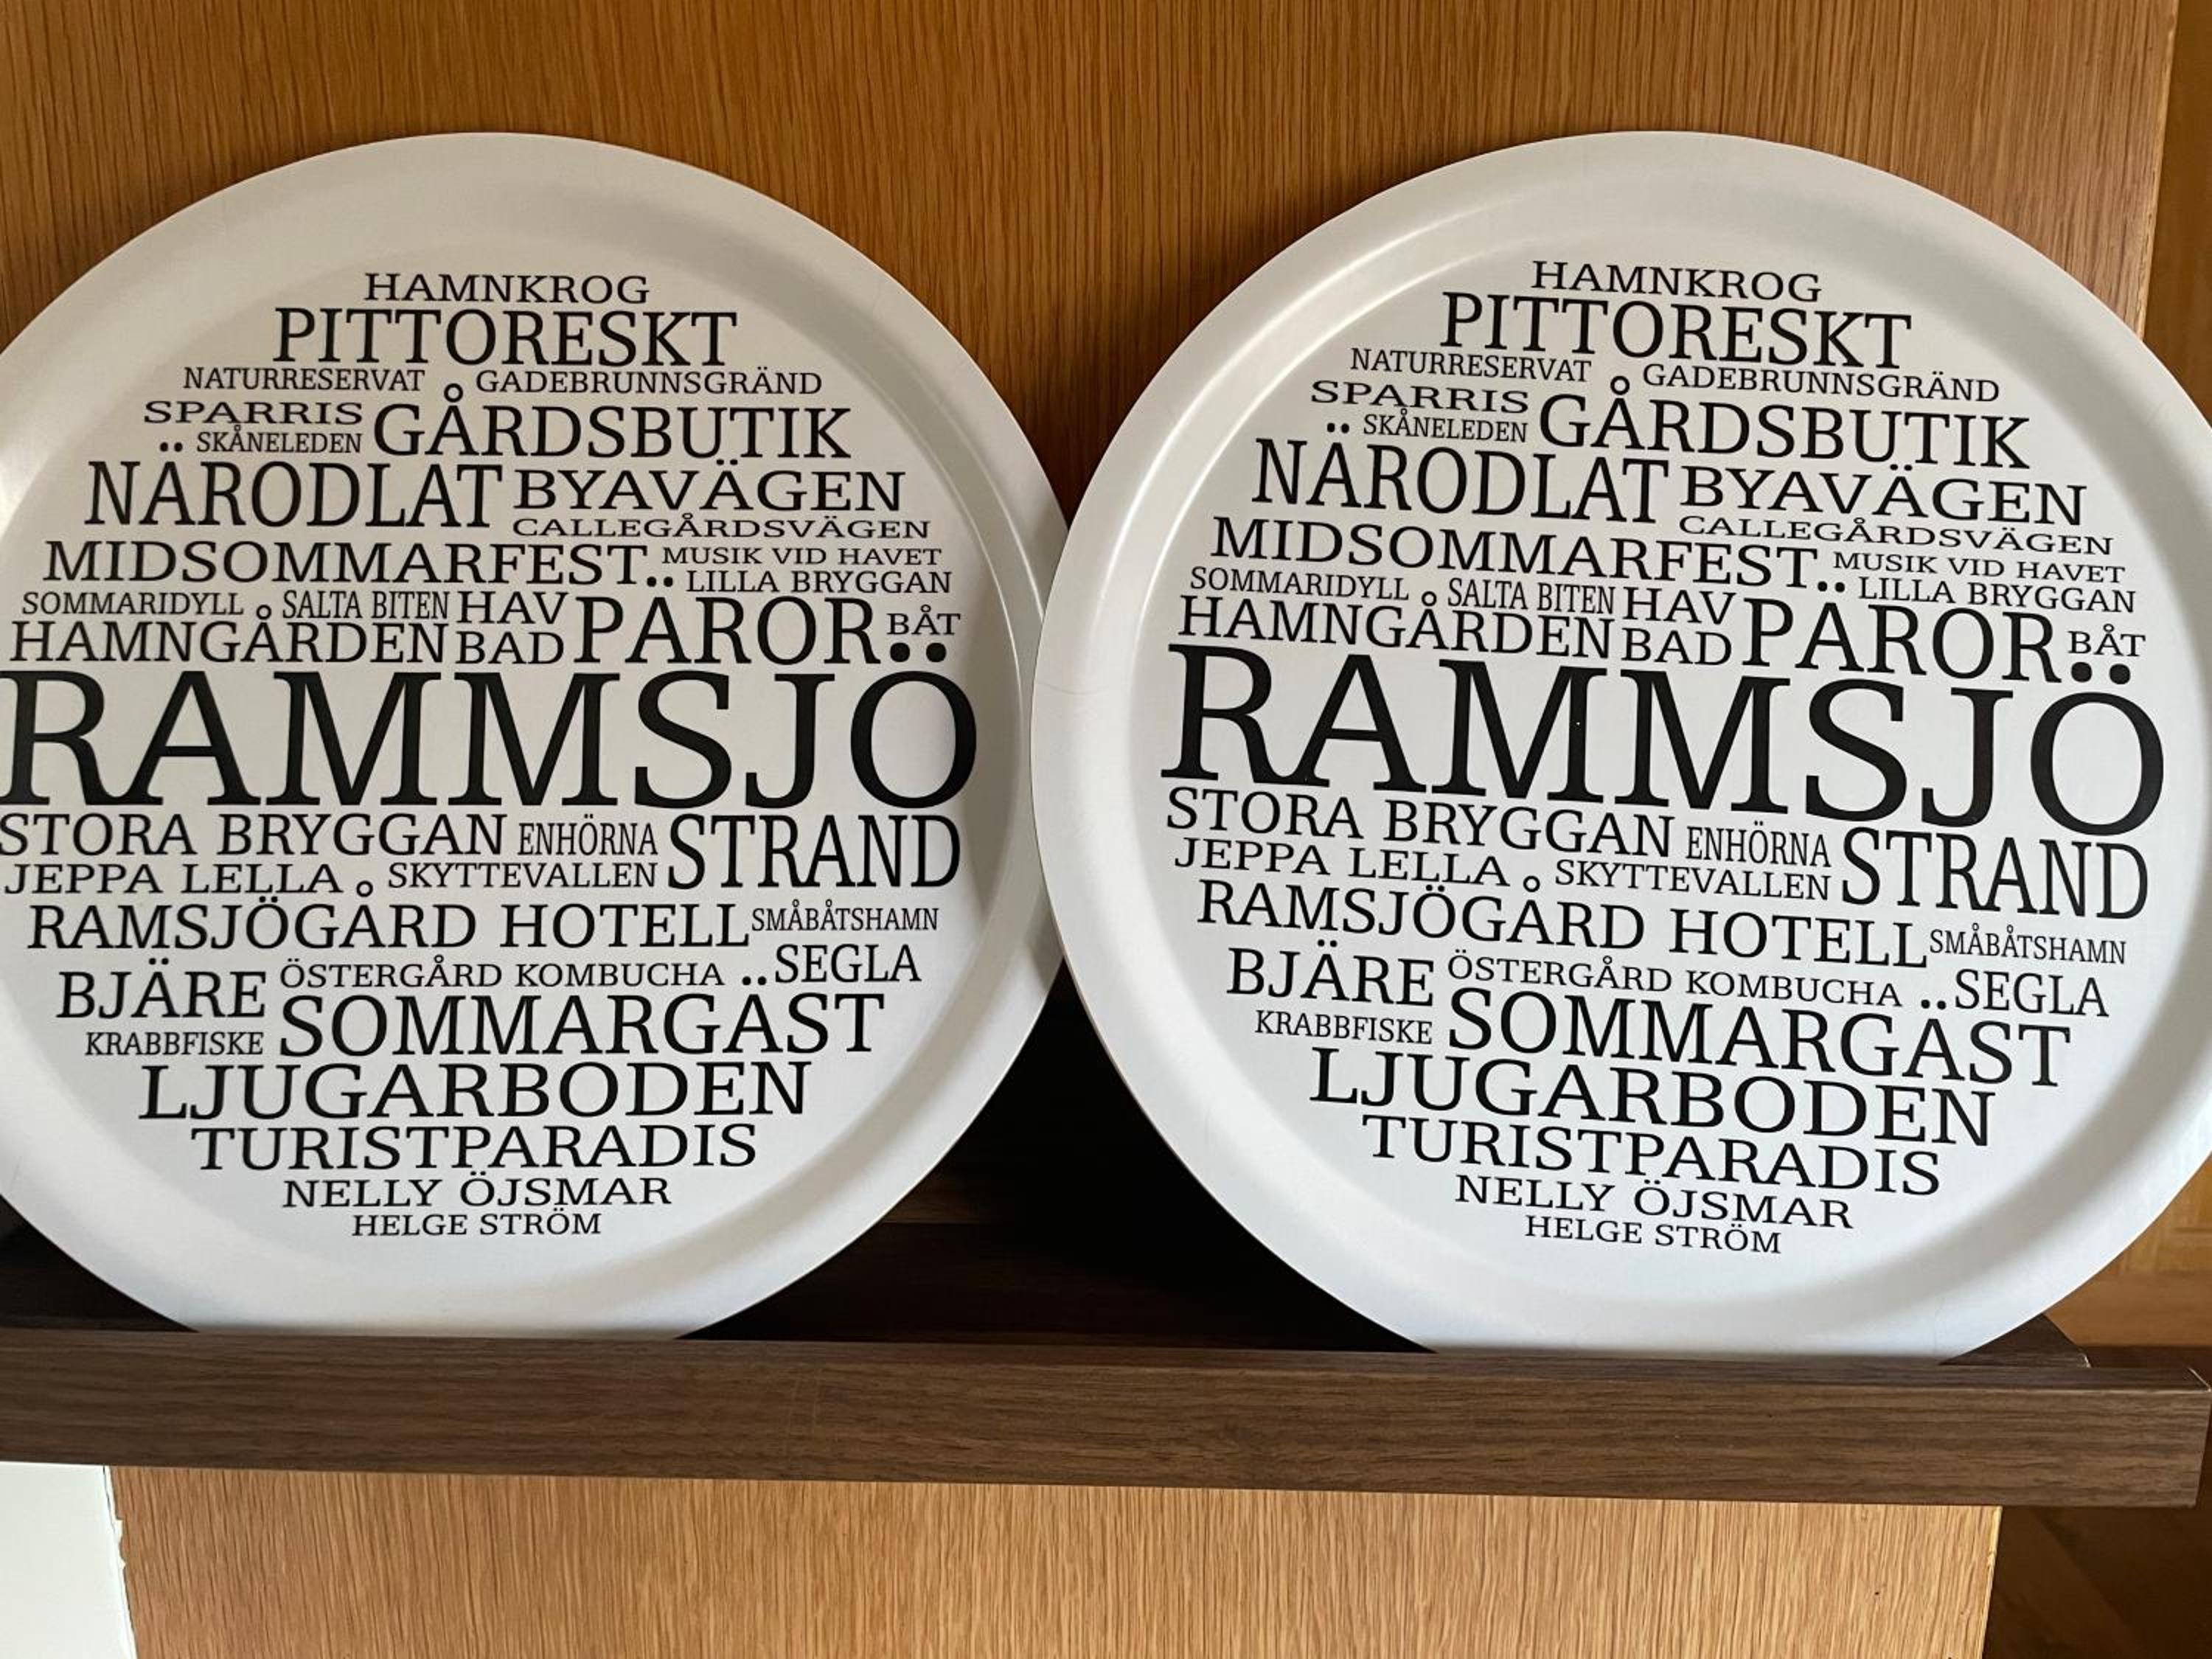 HAMNKROG
PITTORESKT
NATURRESERVAT GADEBRUNNSGRÄND
SPARRIS GÅRDSBUTIK
SKÅNELEDEN
NÄRODLAT BYAVÄGEN
CALLEGÅRDSVÄGEN
MIDSOMMARFEST MUSIK VID HAVET
LILLA BRYGGAN
SOMMARIDYLL SALTA BITEN HAV PÄROR BÅT
HAMNGÅRDEN BAD
RAMMSJÖ
STORA BRYGGAN ENHÖRNA STRAND
JEPPA LELLA SKYTTEVALLEN
RAMSJÖGÅRD HOTELL SMÅBÅTSHAMN
BJÄRE ÖSTERGÅRD KOMBUCHA SEGLA
KRABBFISKE SOMMARGÄST
LJUGARBODEN
TURISTPARADIS
NELLY ÖJSMAR
HELGE STRÖM
HAMNKROG
PITTORESKT
NATURRESERVAT GADEBRUNNSGRÄND
SPARRIS GÅRDSBUTIK
SKÅNELEDEN
NÄRODLAT BYAVÄGEN
CALLEGÅRDSVÄGEN
MIDSOMMARFEST MUSIK VID HAVET
LILLA BRYGGAN
SOMMARIDYLL SALTA BITEN HAV PÄROR BÅT
HAMNGÅRDEN BAD
RAMMSJÖ
STORA BRYGGAN ENHÖRNA STRAND
JEPPA LELLA SKYTTEVALLEN
RAMSJÖGÅRD HOTELL SMÅBÅTSHAMN
BJÄRE ÖSTERGÅRD KOMBUCHA SEGLA
KRABBFISKE SOMMARGÄST
LJUGARBODEN
TURISTPARADIS
NELLY ÖJSMAR
HELGE STRÖM